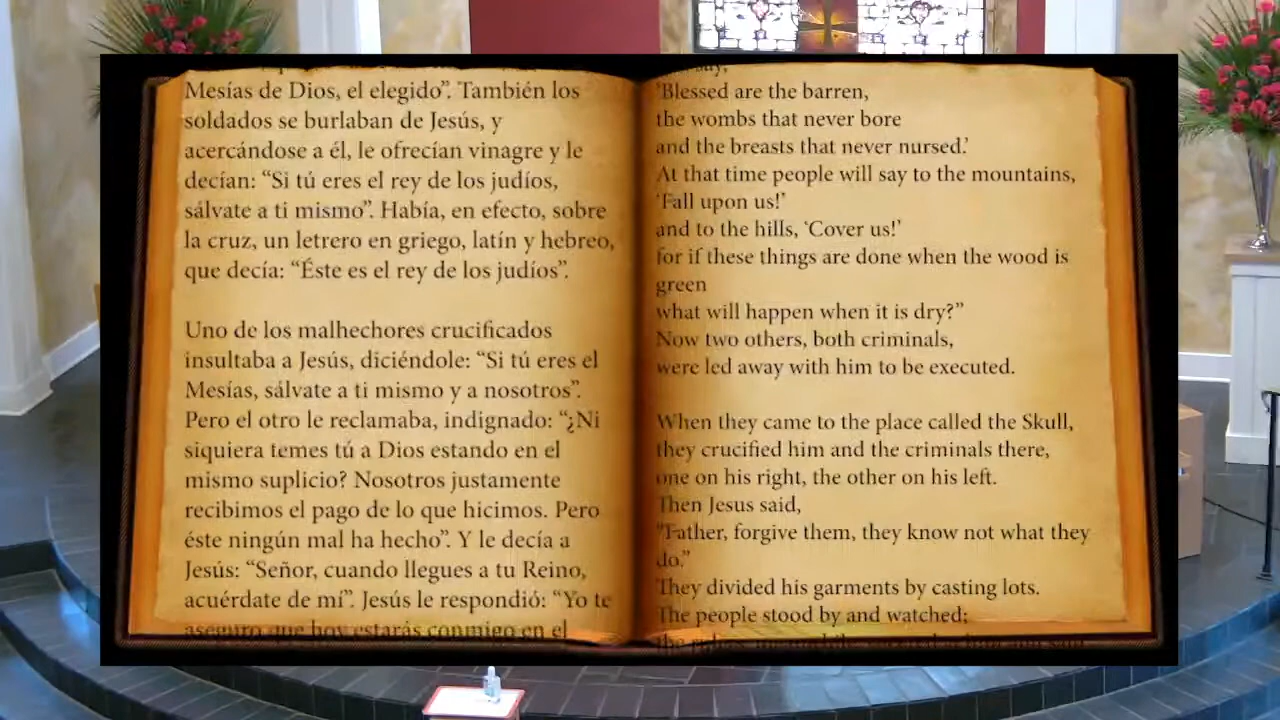 Mesías de Dios, el elegido”. También los
soldados se burlaban de Jesús, y
acercándose a él, le ofrecían vinagre y le
decían: “Si tú eres el rey de los judíos,
sálvate a ti mismo”. Había, en efecto, sobre
la cruz, un letrero en griego, latín y hebreo,
que decía: “Éste es el rey de los judíos”.
Uno de los malhechores crucificados
insultaba a Jesús, diciéndole: “Si tú eres el
Mesías, sálvate a ti mismo y a nosotros”.
Pero el otro le reclamaba, indignado: “¿Ni
siquiera temes tú a Dios estando en el
mismo suplicio? Nosotros justamente
recibimos el pago de lo que hicimos. Pero
éste ningún mal ha hecho”. Y le decía a
Jesús: “Señor, cuando llegues a tu Reino,
acuérdate de mí”. Jesús le respondió: “Yo te
aseguro que hoy estarás conmigo en el
say,
‘Blessed are the barren,
the wombs that never bore
and the breasts that never nursed.’
At that time people will say to the mountains,
‘Fall upon us!’
and to the hills, ‘Cover us!’
for if these things are done when the wood is
green
what will happen when it is dry?”
Now two others, both criminals,
were led away with him to be executed.
When they came to the place called the Skull,
they crucified him and the criminals there,
one on his right, the other on his left.
Then Jesus said,
“Father, forgive them, they know not what they
do.”
They divided his garments by casting lots.
The people stood by and watched;